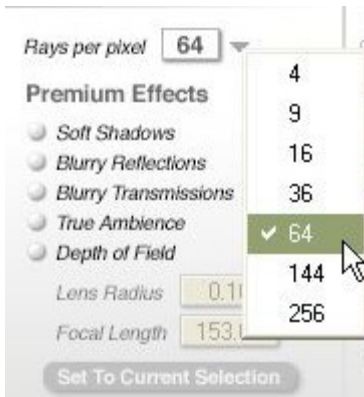 Rays per pixel 64
4
9
16
36
64
144
256
Premium Effects
Soft Shadows
Blurry Reflections
Blurry Transmissions
True Ambience
Depth of Field
Lens Radius
Focal Length
Set To Current Selection